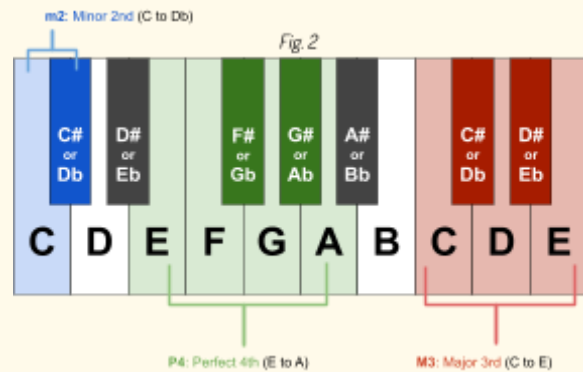 m2: Minor 2nd (C to Db)
Fig. 2
C# D# F# G# A# C# D#
or or or or or or or
Db Eb Gb Ab Bb Db Eb
C D E F G A B C D E
P4: Perfect 4th (E to A) M3: Major 3rd (C to E)